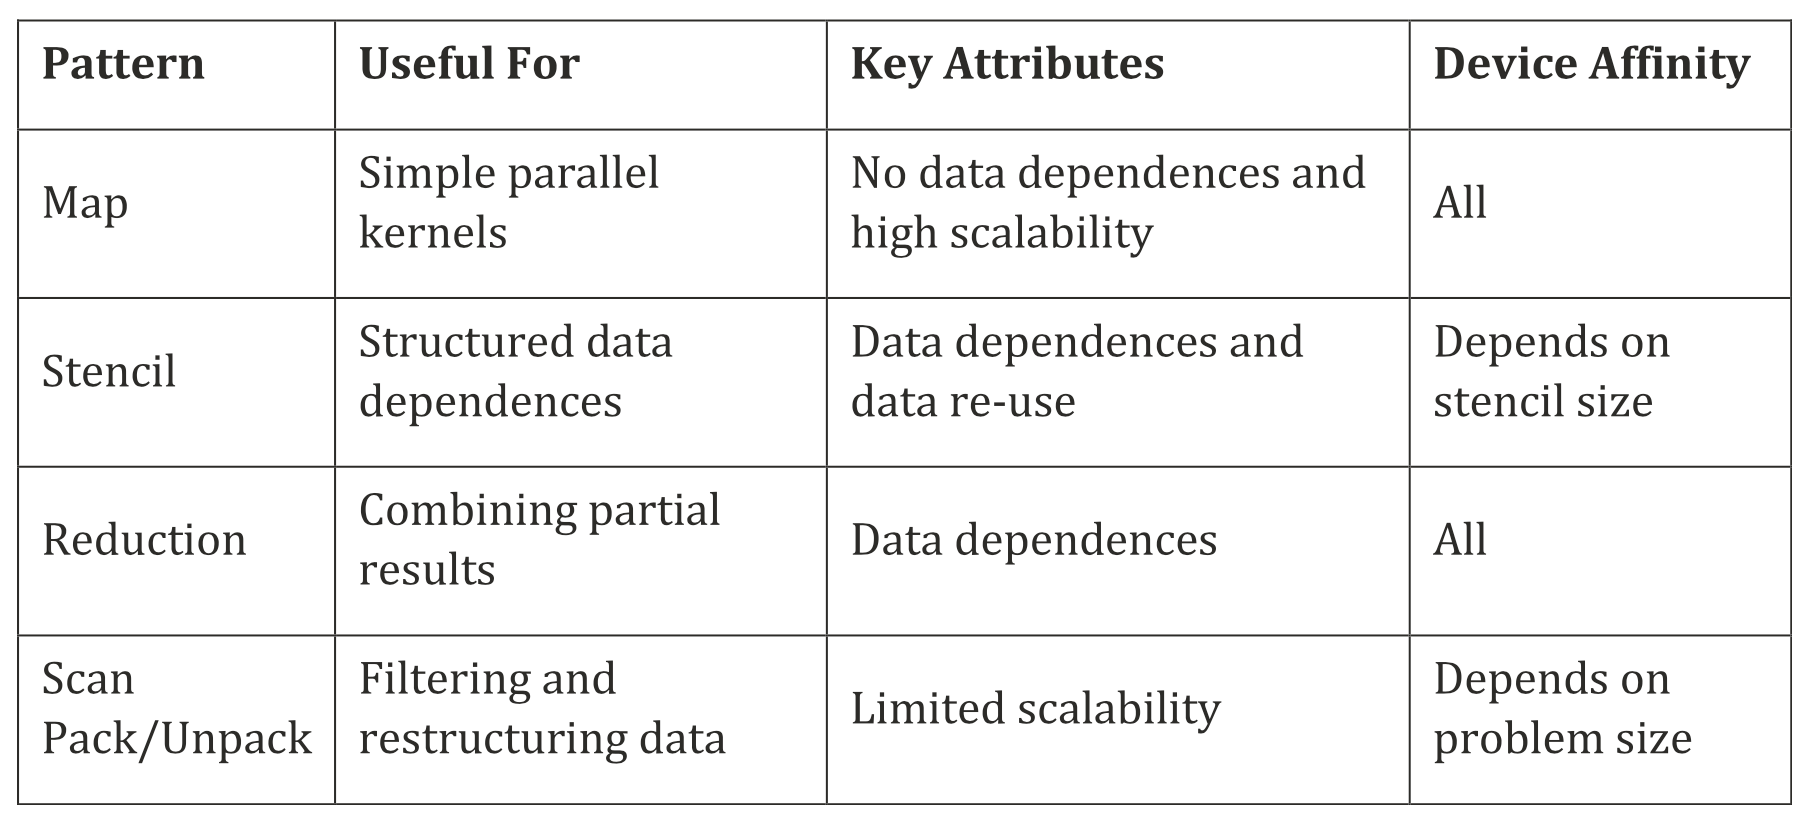 Pattern
Useful For
Key Attributes
Device Affinity
Map
Simple parallel
kernels
No data dependences and
high scalability
All
Stencil
Structured data
dependences
Data dependences and
data re-use
Depends on
stencil size
Reduction
Combining partial
results
Data dependences
All
Scan
Pack/Unpack
Filtering and
restructuring data
Limited scalability
Depends on
problem size